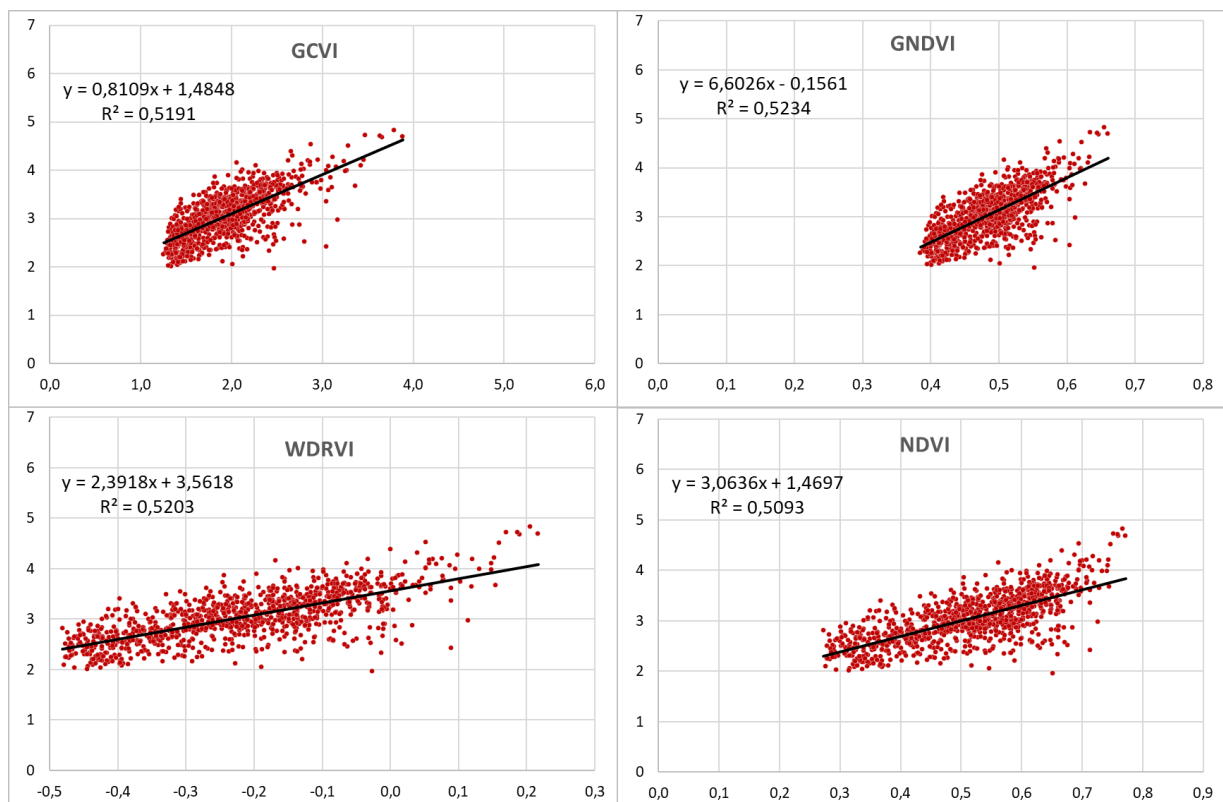 7
6
5
4
3
2
1
0
GCVI
y = 0,8109x + 1,4848
R² = 0,5191
0,0 1,0 2,0 3,0 4,0 5,0 6,0
7
6
5
4
3
2
1
0
GNDVI
y = 6,6026x - 0,1561
R² = 0,5234
0,0 0,1 0,2 0,3 0,4 0,5 0,6 0,7 0,8
7
6
5
4
3
2
1
0
WDRVI
y = 2,3918x + 3,5618
R² = 0,5203
-0,5 -0,4 -0,3 -0,2 -0,1 0,0 0,1 0,2 0,3
7
6
5
4
3
2
1
0
NDVI
y = 3,0636x + 1,4697
R² = 0,5093
0,0 0,1 0,2 0,3 0,4 0,5 0,6 0,7 0,8 0,9